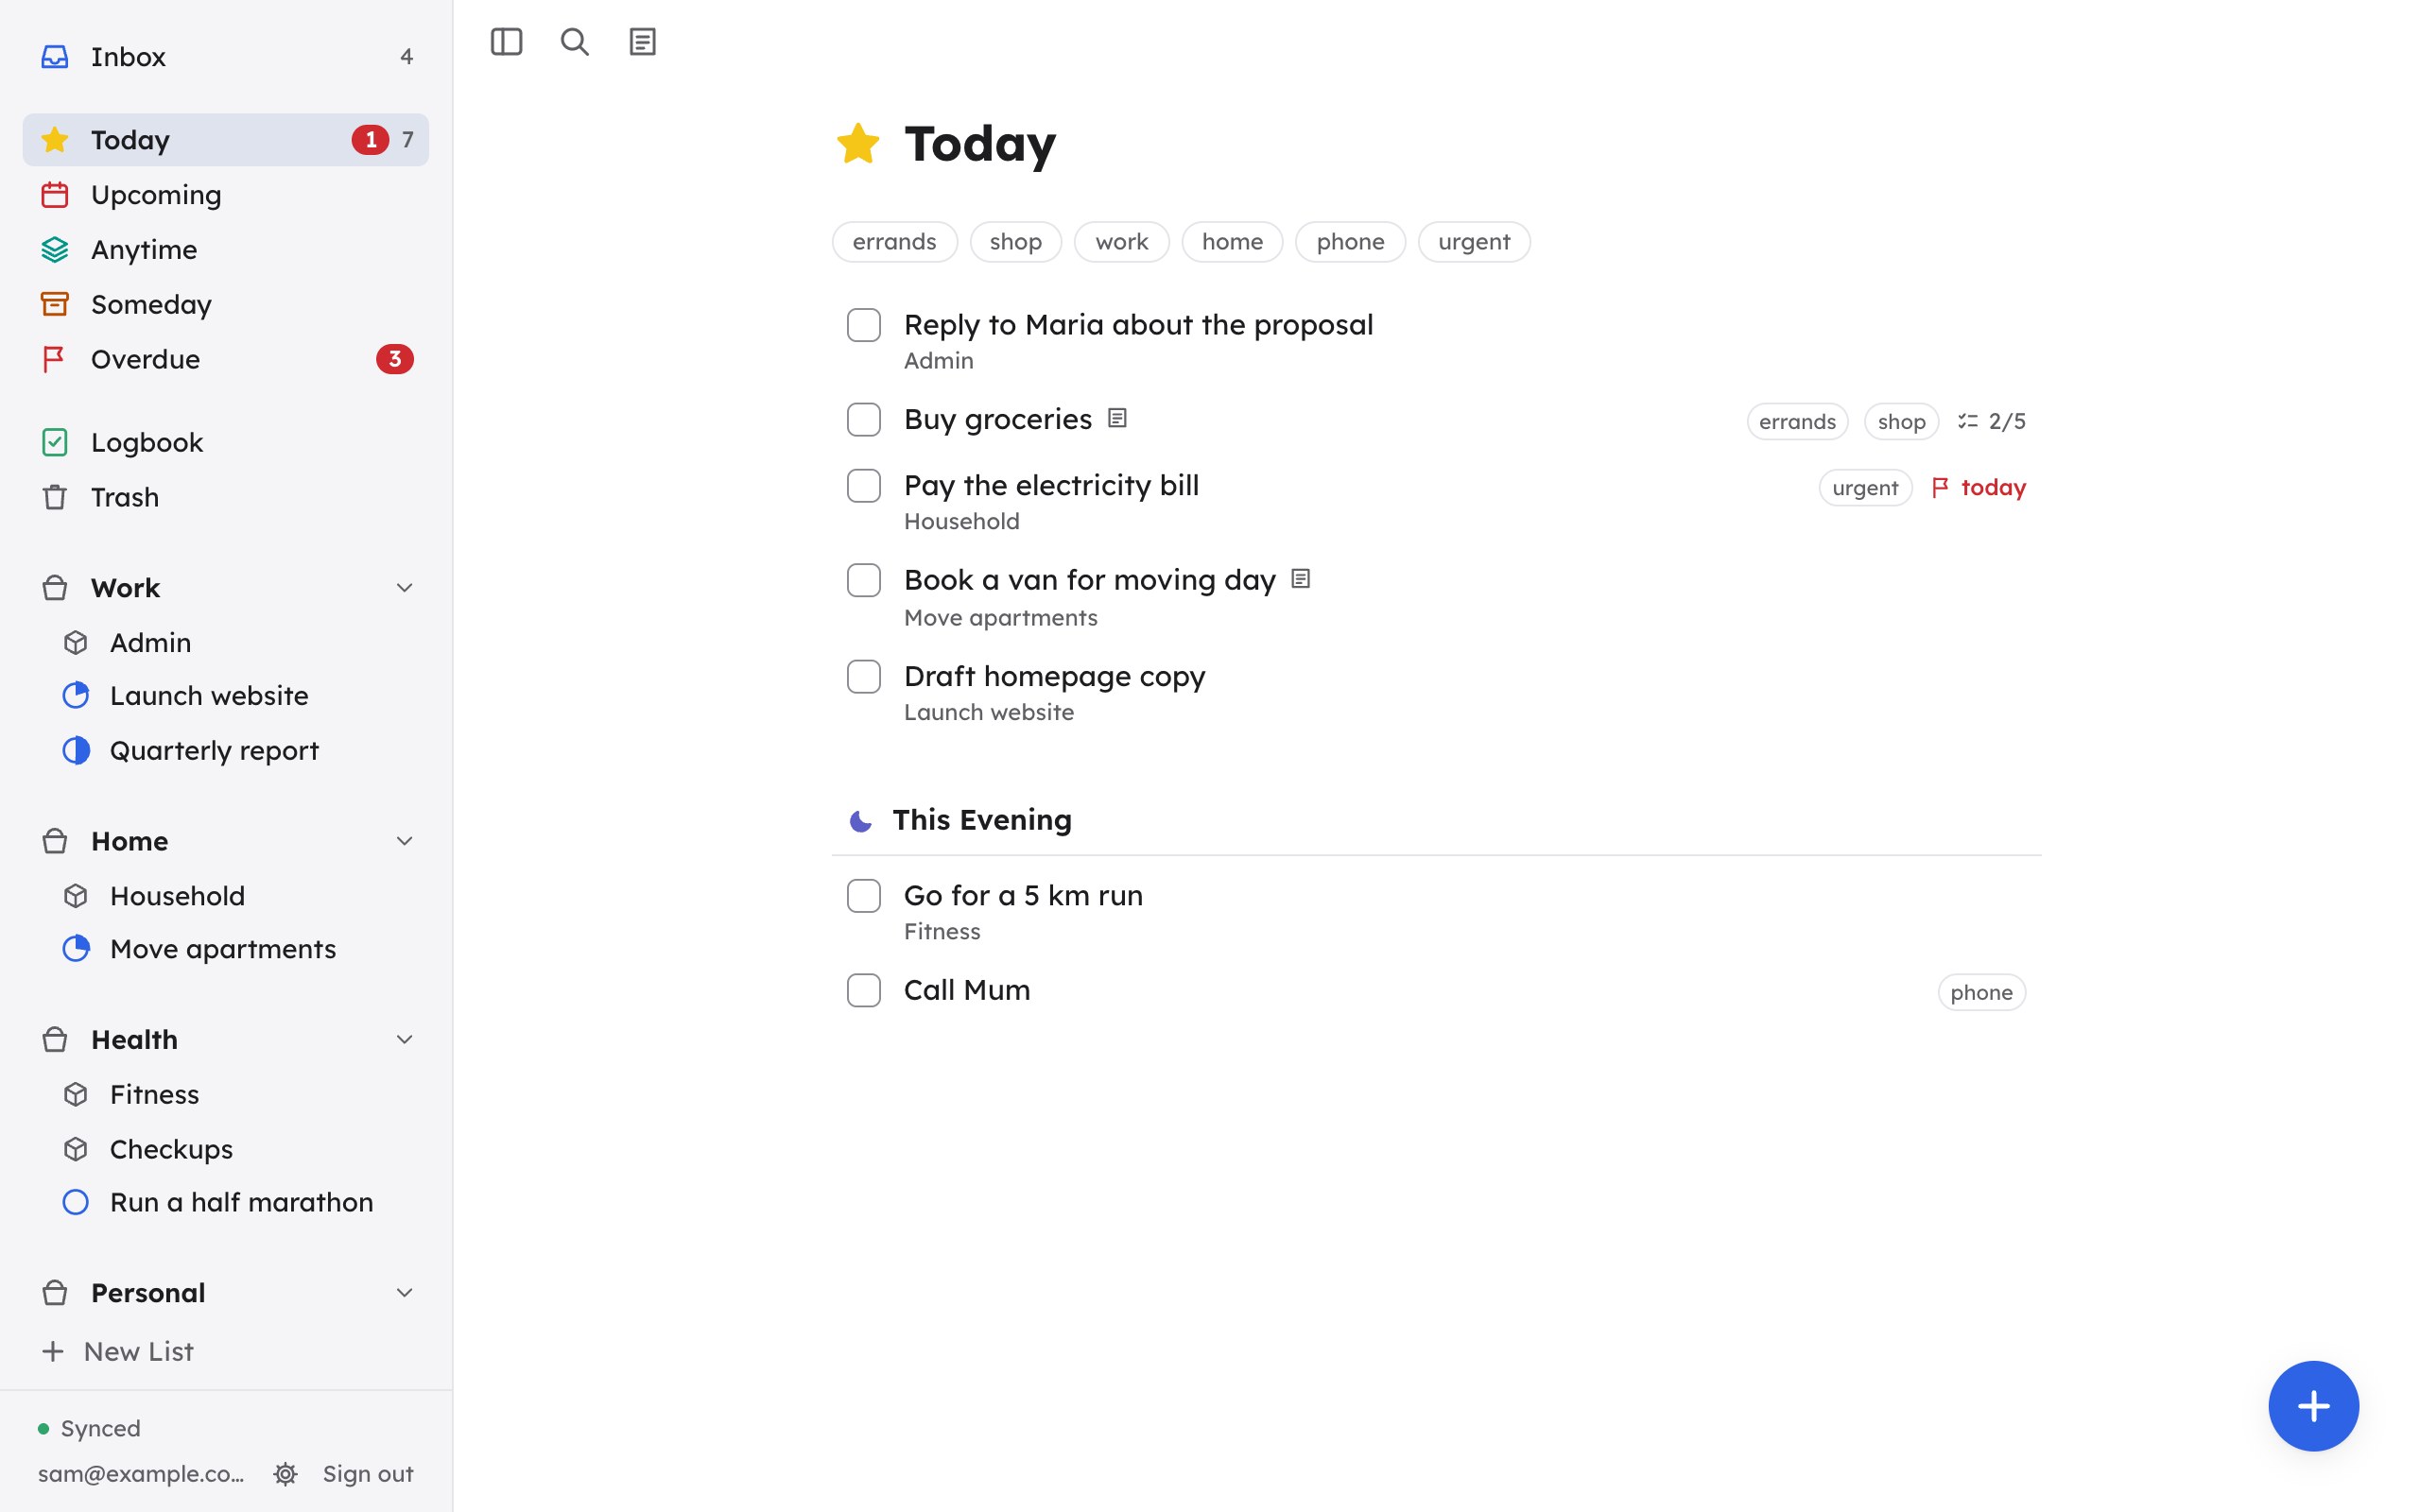 Inbox 4
Today 1 7
Upcoming
Anytime
Someday
Overdue 3
Logbook
Trash
Work
Admin
Launch website
Quarterly report
Home
Household
Move apartments
Health
Fitness
Checkups
Run a half marathon
Personal
New List
Synced
sam@example.co... Sign out
Today
errands shop work home phone urgent
Reply to Maria about the proposal
Admin
Buy groceries errands shop 2/5
Pay the electricity bill urgent today
Household
Book a van for moving day
Move apartments
Draft homepage copy
Launch website
This Evening
Go for a 5 km run
Fitness
Call Mum phone